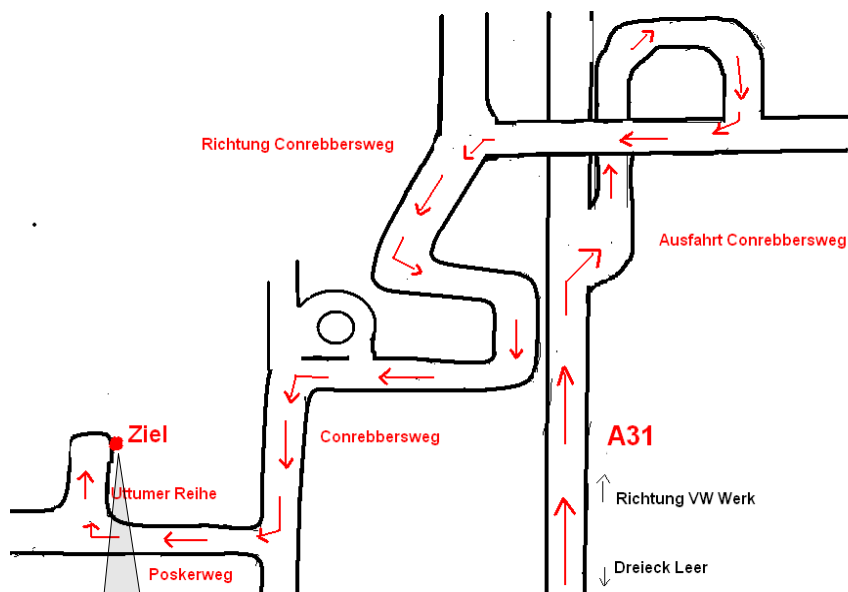 Richtung Conrebbersweg
Ausfahrt Conrebbersweg
Ziel
Conrebbersweg
A31
Uttumer Reihe
Richtung VW Werk
Poskerweg
Dreieck Leer